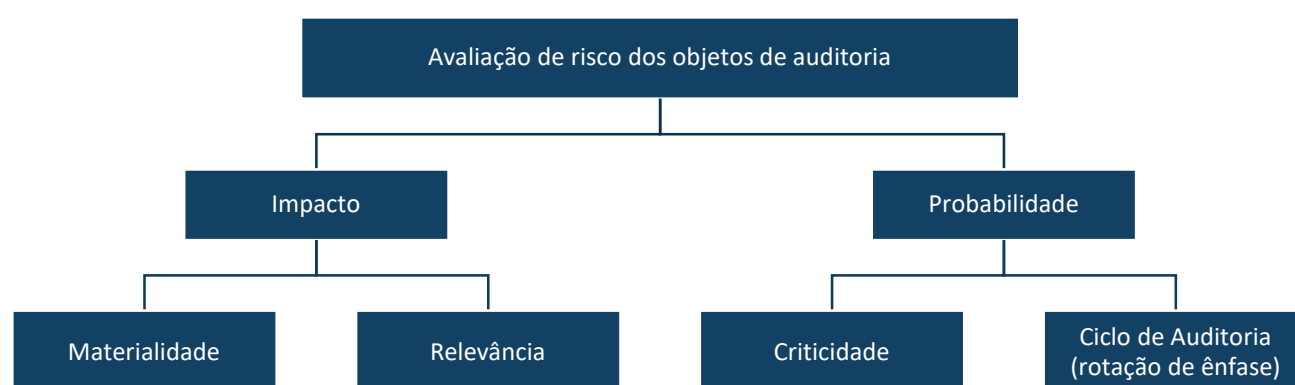 Avaliação de risco dos objetos de auditoria
Impacto
Probabilidade
Materialidade
Relevância
Criticidade
Ciclo de Auditoria
(rotação de ênfase)